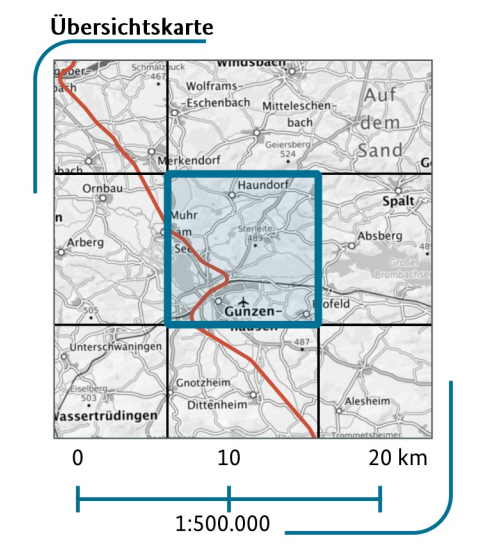 Übersichtskarte
Windsbach
Schmalzbuck
467
Wolframs-
-Eschenbach
Mitteleschen-
bach
Auf
dem
Sand
Geiersberg
524
Merkendorf
Ornbau
Haundorf
Spalt
Muhr
am
See
Sterleite
489
Absberg
Arberg
Großer
Brombachsee
505
Gunzen-
hausen
Pfofeld
487
Unterschwaningen
Eiselberg
503
Gnotzheim
Dittenheim
Alesheim
Wassertrüdingen
Trommetsheimer
0 10 20 km
1:500.000